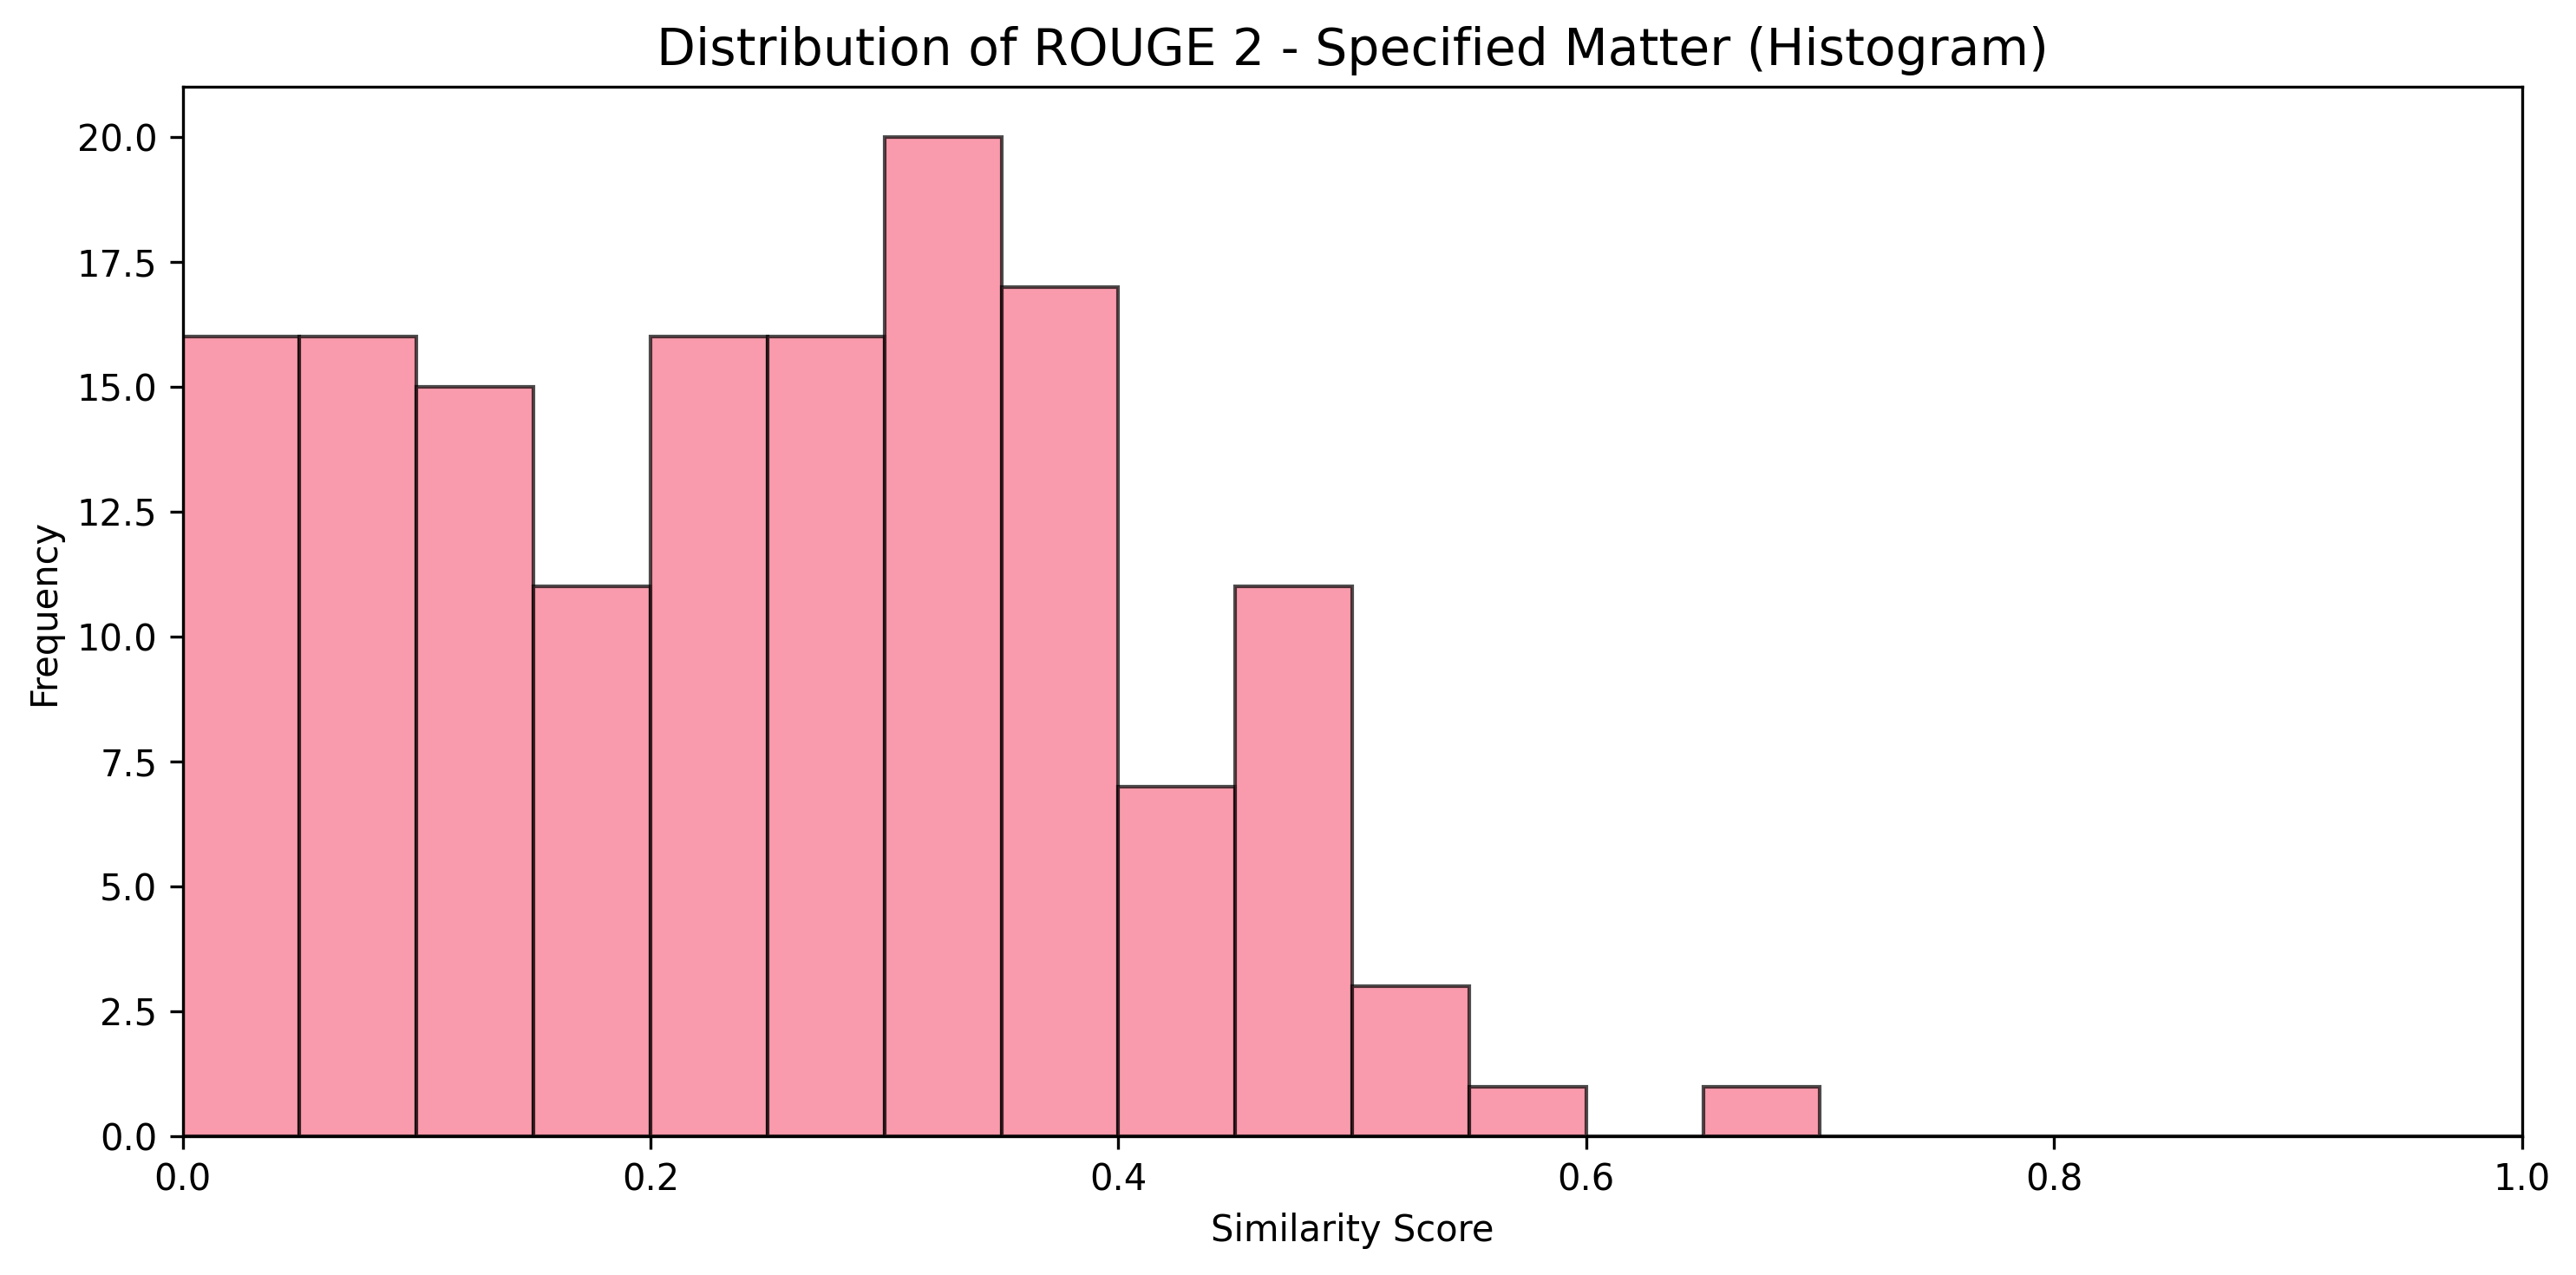 Distribution of ROUGE 2 - Specified Matter (Histogram)
20.0
17.5
15.0
12.5
10.0
7.5
5.0
2.5
0.0
Frequency
0.0 0.2 0.4 0.6 0.8 1.0
Similarity Score